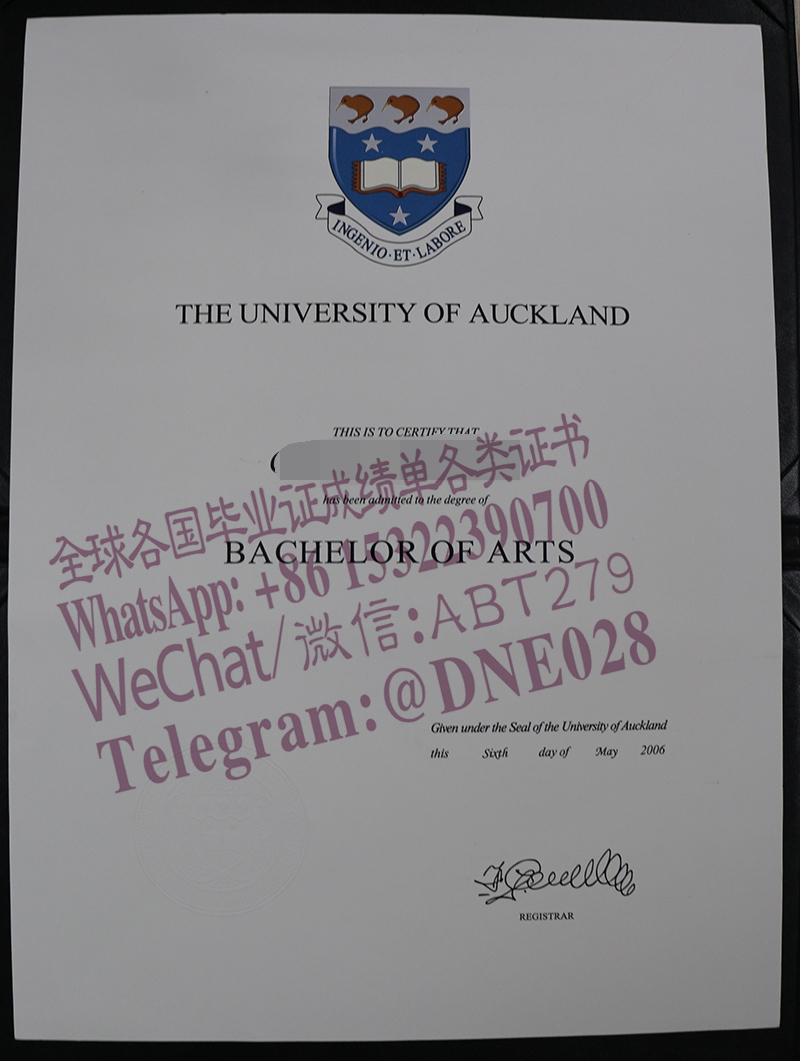 INGENIO·ET·LABORE
THE UNIVERSITY OF AUCKLAND
THIS IS TO CERTIFY THAT
has been admitted to the degree of
BACHELOR OF ARTS
全球各国毕业证成绩单各类证书
WhatsApp: +86 15322390700
WeChat/微信:ABT279
Telegram:@DNE028
Given under the Seal of the University of Auckland
this Sixth day of May 2006
REGISTRAR